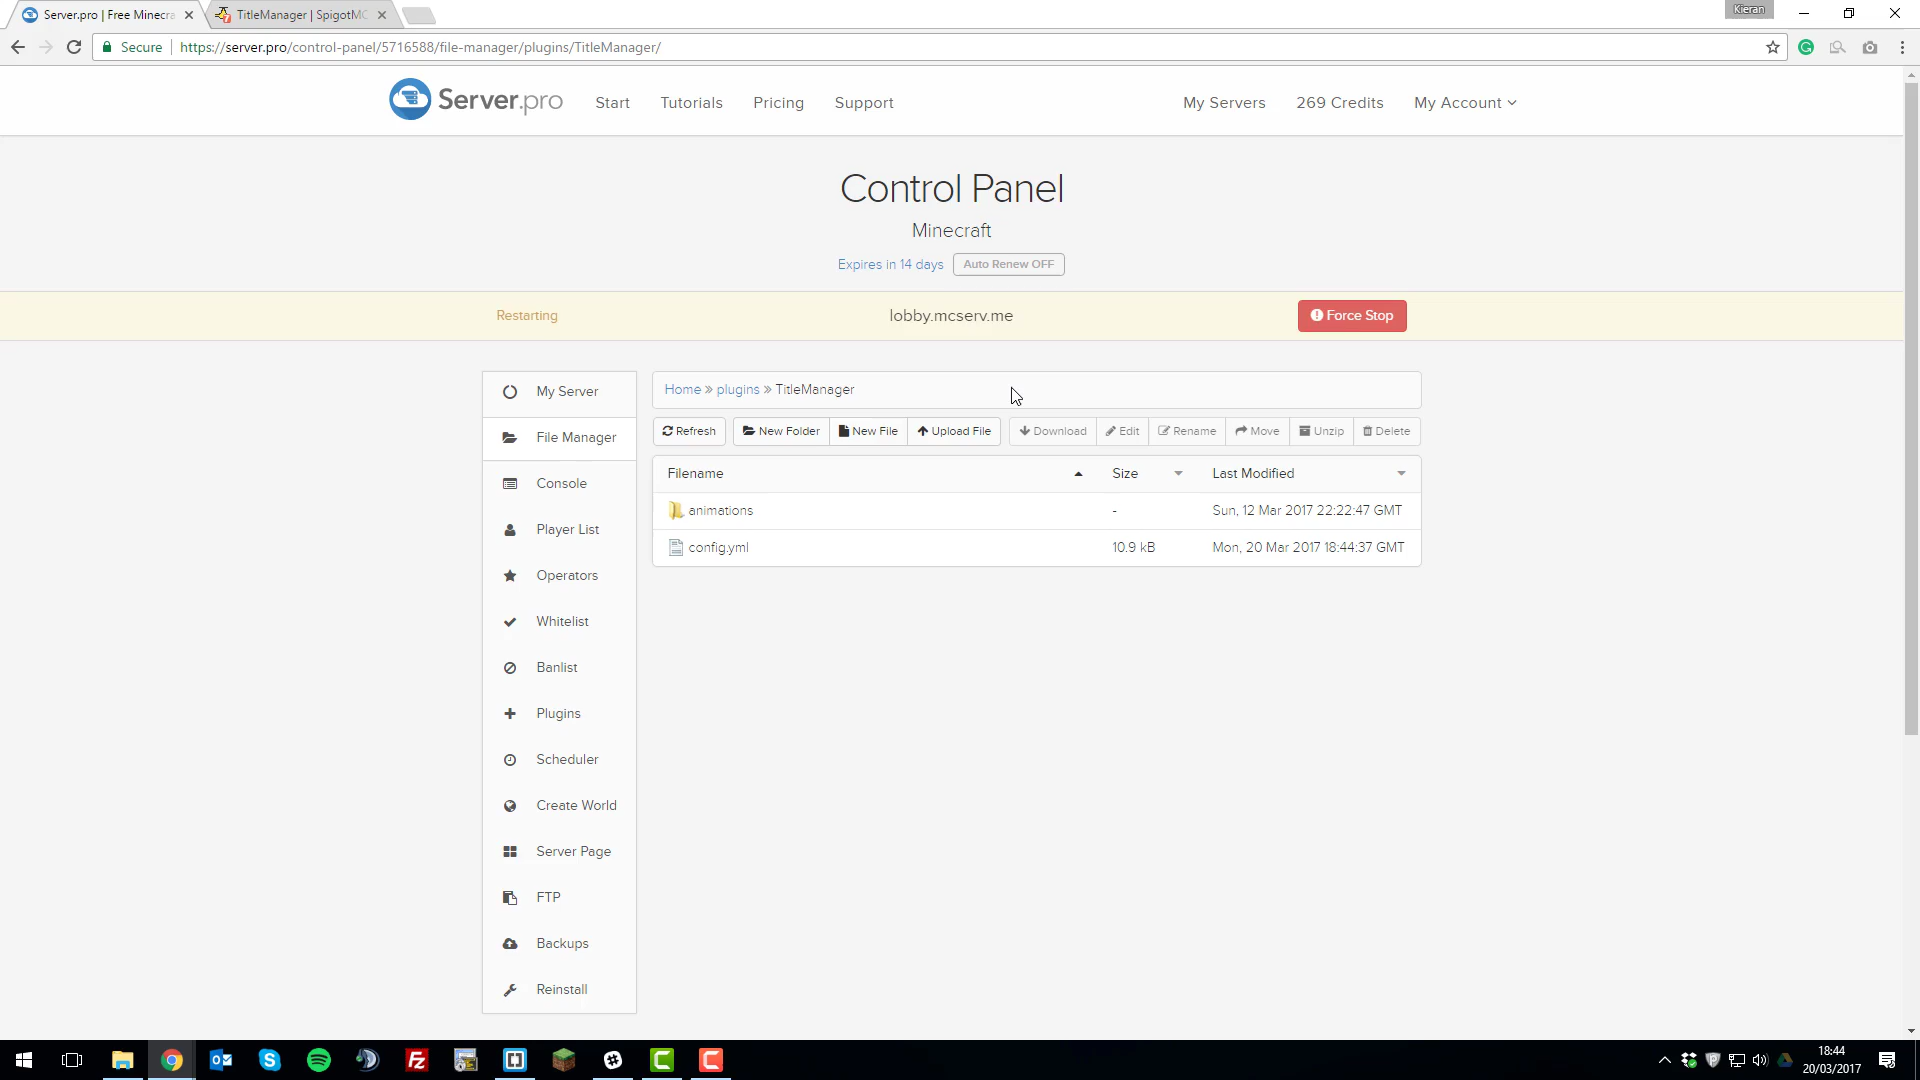 Server.pro | Free Minecra
TitleManager | SpigotMC
Kieran
Secure
https://server.pro/control-panel/5716588/file-manager/plugins/TitleManager/
Server.pro
Start
Tutorials
Pricing
Support
My Servers
269 Credits
My Account
Control Panel
Minecraft
Expires in 14 days
Auto Renew OFF
Restarting
lobby.mcserv.me
Force Stop
My Server
File Manager
Console
Player List
Operators
Whitelist
Banlist
Plugins
Scheduler
Create World
Server Page
FTP
Backups
Reinstall
Home » plugins » TitleManager
Refresh
New Folder
New File
Upload File
Download
Edit
Rename
Move
Unzip
Delete
Filename
Size
Last Modified
animations
-
Sun, 12 Mar 2017 22:22:47 GMT
config.yml
10.9 kB
Mon, 20 Mar 2017 18:44:37 GMT
18:44
20/03/2017